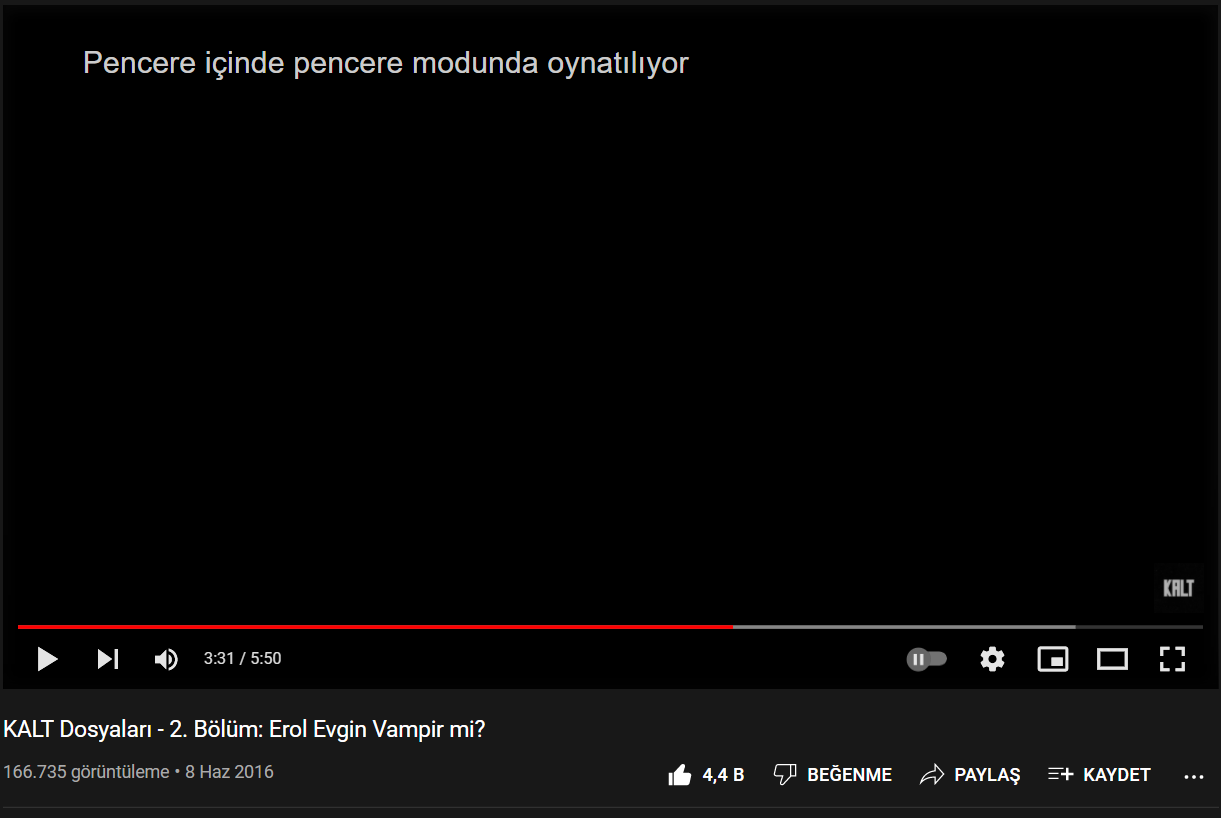 Pencere içinde pencere modunda oynatılıyor
KALT
3:31 / 5:50
KALT Dosyaları - 2. Bölüm: Erol Evgin Vampir mi?
166.735 görüntüleme • 8 Haz 2016
4,4 B BEĞENME PAYLAŞ KAYDET